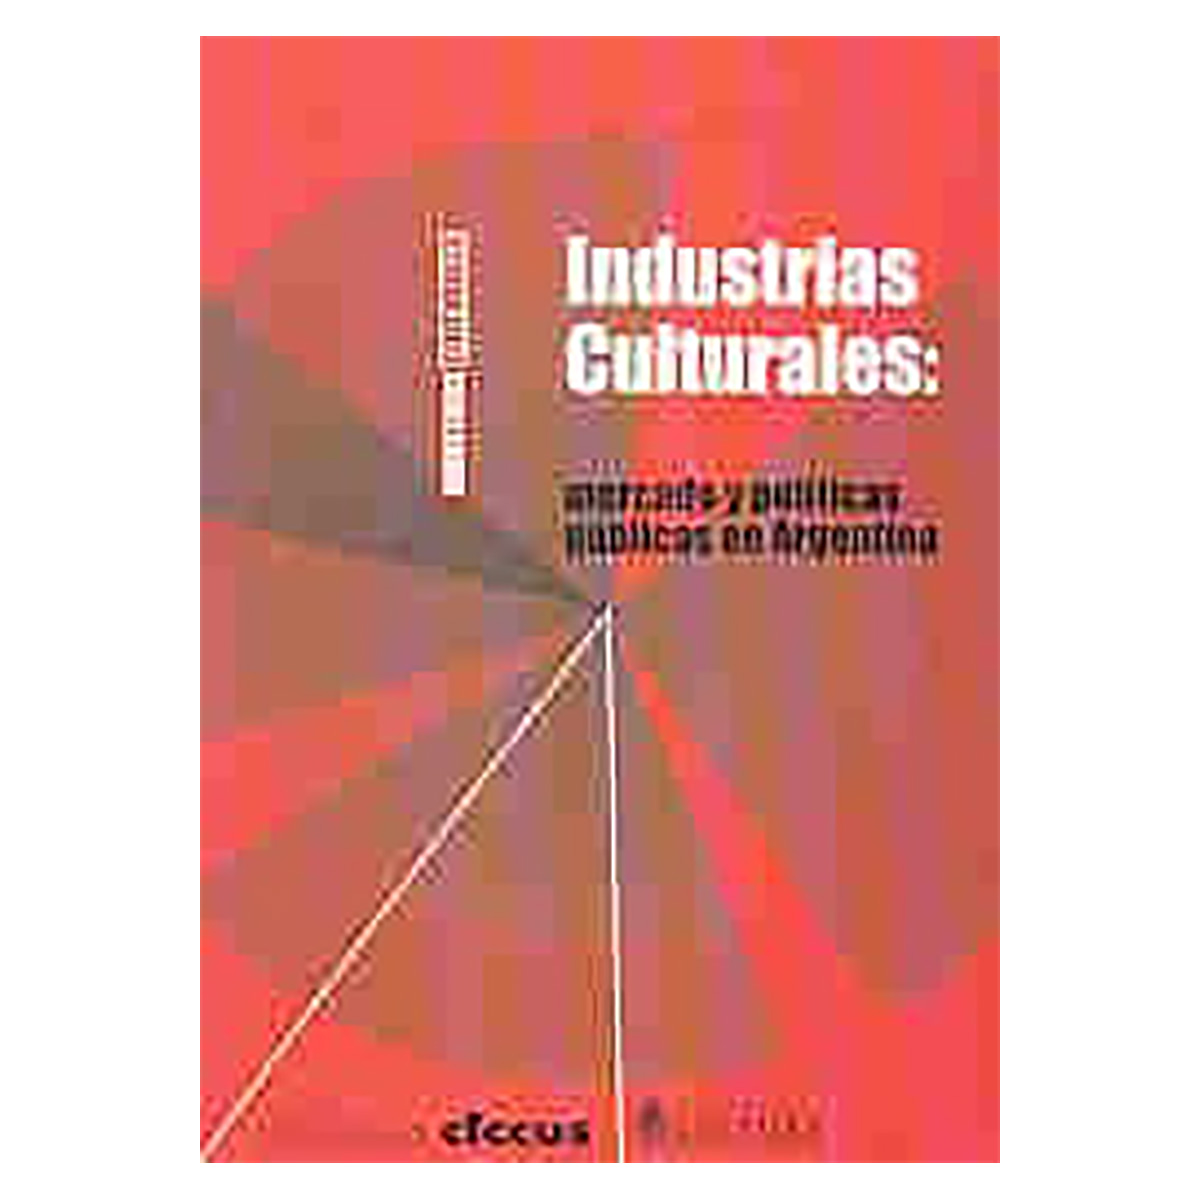 Industrias
Culturales:
mercado y políticas
públicas en Argentina
ciccus